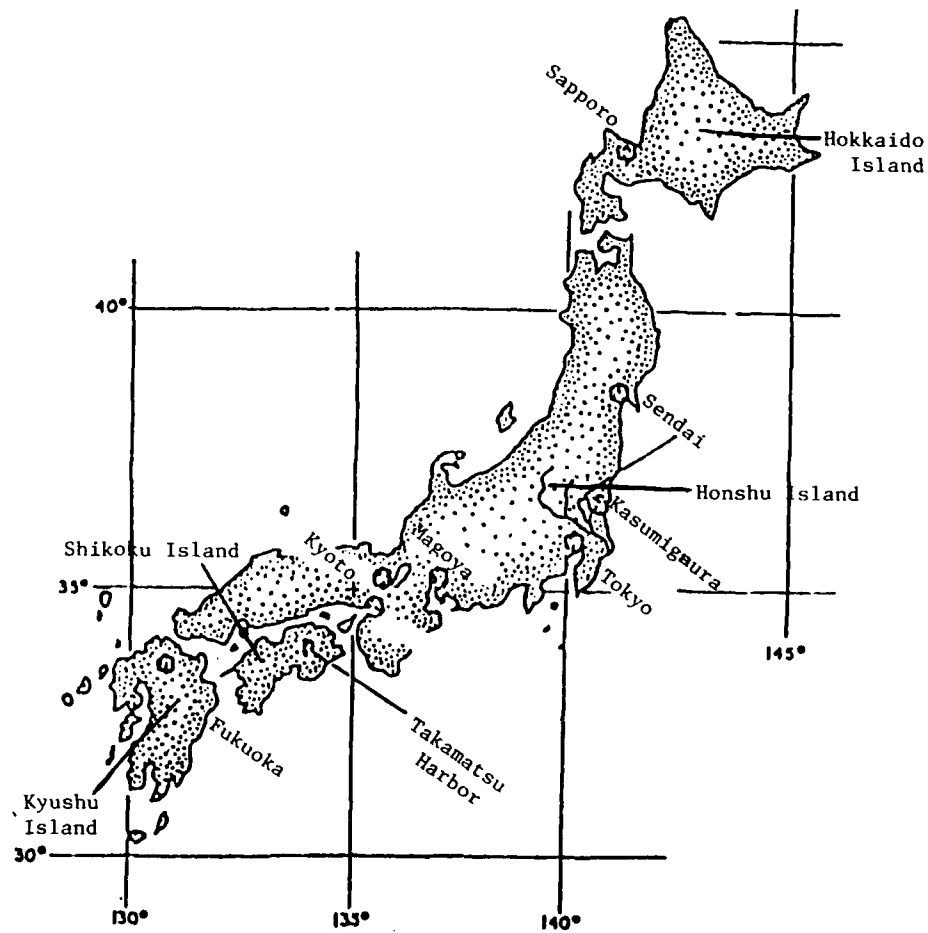 Sapporo
Hokkaido
Island
40°
Sendai
Honshu Island
Kasumigaura
Magoya
Kyoto
Shikoku Island
35°
Tokyo
145°
Fukuoka
Takamatsu
Harbor
Kyushu
Island
30°
130°
135°
140°